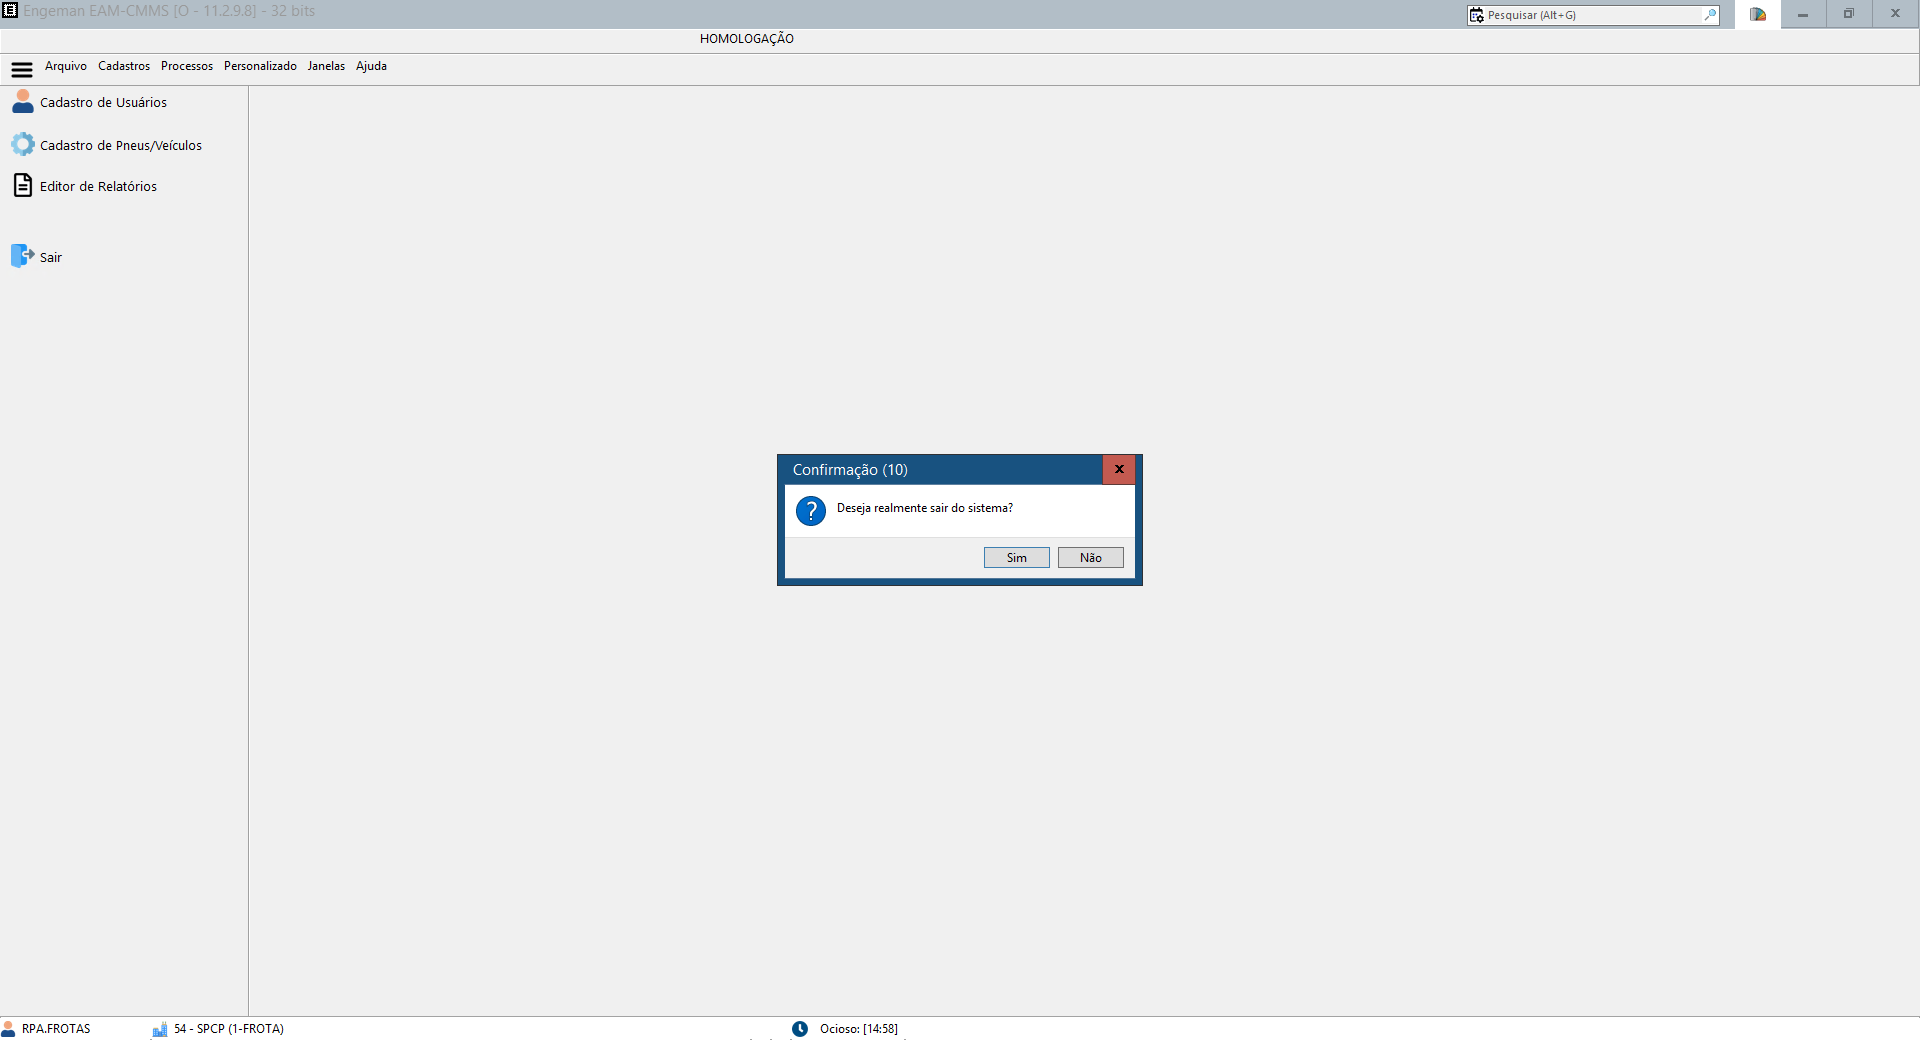 Engeman EAM-CMMS [O - 11.2.9.8] - 32 bits
Pesquisar (Alt+G)
HOMOLOGAÇÃO
Arquivo Cadastros Processos Personalizado Janelas Ajuda
Cadastro de Usuários
Cadastro de Pneus/Veículos
Editor de Relatórios
Sair
Confirmação (10)
Deseja realmente sair do sistema?
Sim Não
RPA.FROTAS
54 - SPCP (1-FROTA)
Ocioso: [14:58]